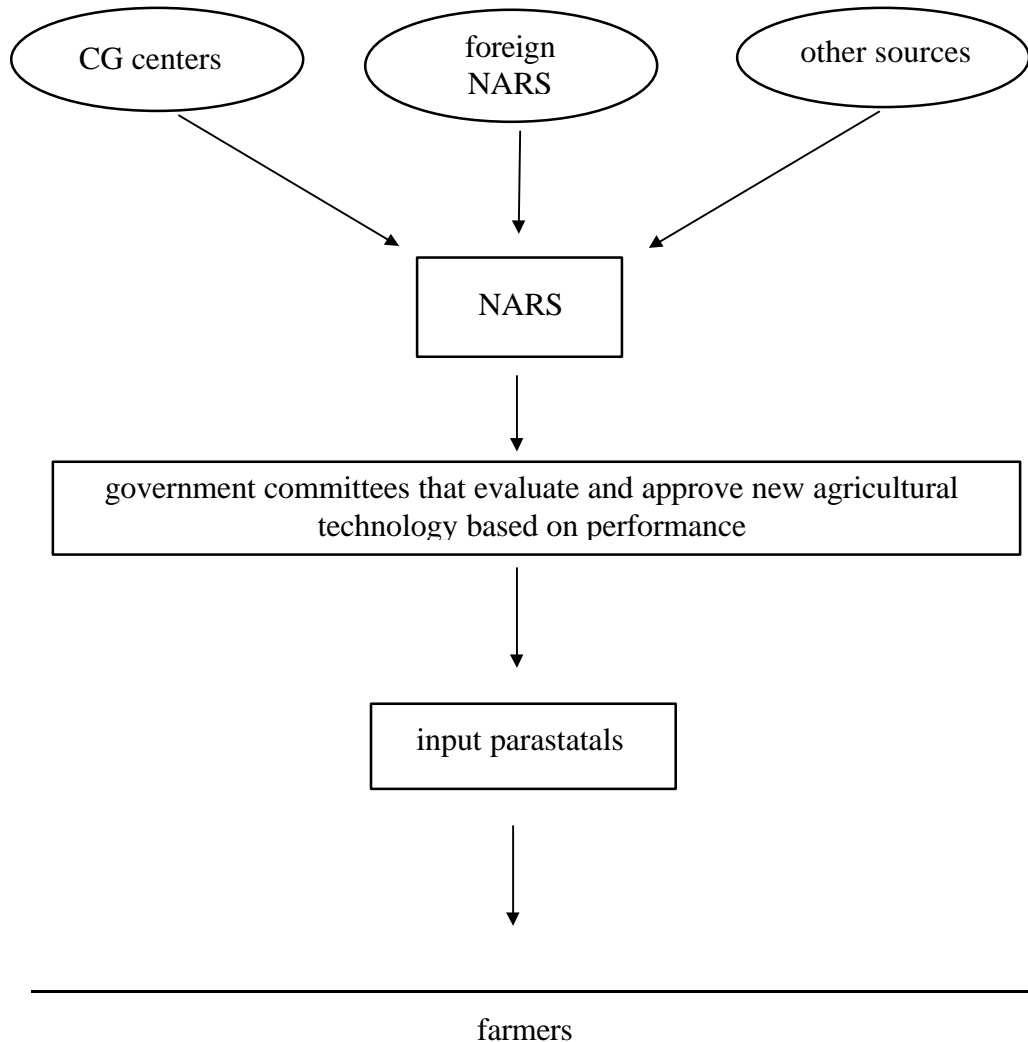 CG centers
foreign
NARS
other sources
NARS
government committees that evaluate and approve new agricultural
technology based on performance
input parastatals
farmers